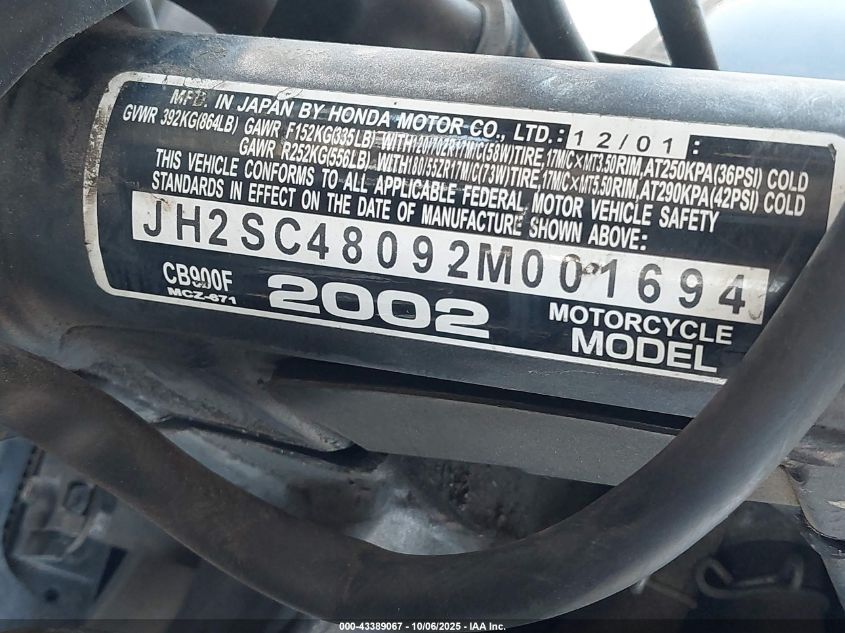 MFD. IN JAPAN BY HONDA MOTOR CO., LTD.: 12/01 :
GVWR 392KG(864LB) GAWR F152KG(335LB) WITH120/70ZR17M/C(58W)TIRE,17M/C×MT3.50RIM,AT250KPA(36PSI) COLD
GAWR R252KG(556LB) WITH180/55ZR17M/C(73W)TIRE,17M/C×MT5.50RIM,AT290KPA(42PSI) COLD
THIS VEHICLE CONFORMS TO ALL APPLICABLE FEDERAL MOTOR VEHICLE SAFETY
STANDARDS IN EFFECT ON THE DATE OF MANUFACTURE SHOWN ABOVE:
JH2SC48092M001694
CB900F 2002 MOTORCYCLE
MCZ-671 MODEL
000-43389067 - 10/06/2025 - IAA Inc.